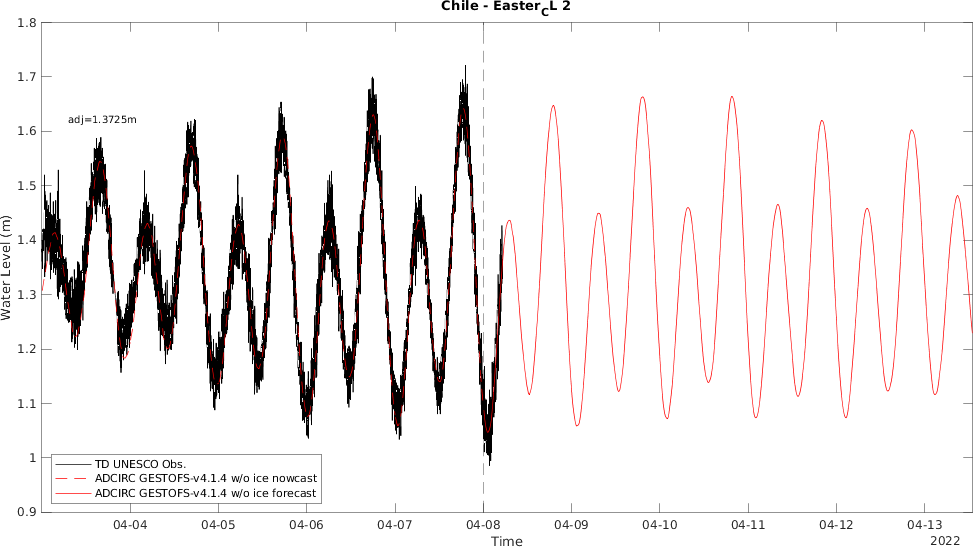 Chile - Easter_CL 2
1.8
1.7
1.6
1.5
1.4
1.3
1.2
1.1
1
0.9
Water Level (m)
adj=1.3725m
TD UNESCO Obs.
ADCIRC GESTOFS-v4.1.4 w/o ice nowcast
ADCIRC GESTOFS-v4.1.4 w/o ice forecast
04-04 04-05 04-06 04-07 04-08 04-09 04-10 04-11 04-12 04-13
Time
2022